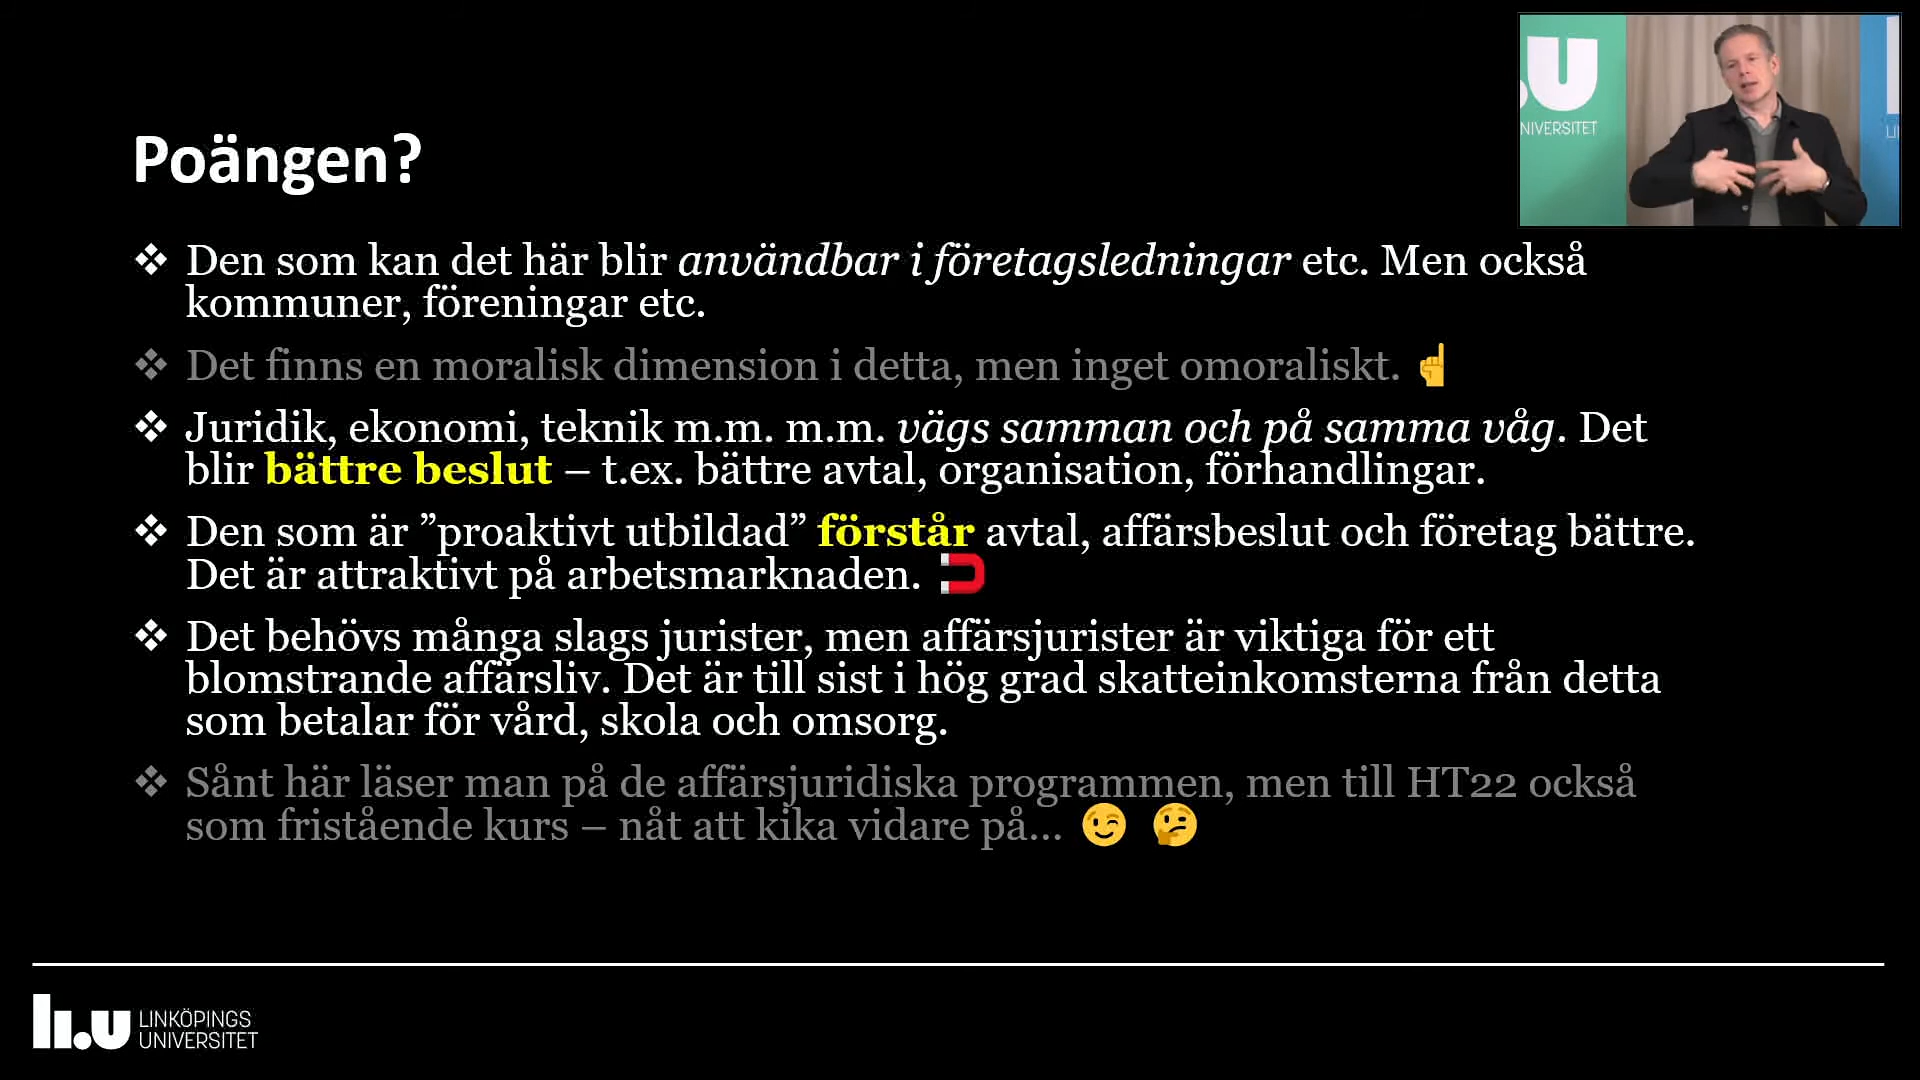 Poängen?
❖ Den som kan det här blir användbar i företagsledningar etc. Men också
kommuner, föreningar etc.
❖ Det finns en moralisk dimension i detta, men inget omoraliskt. ☝
❖ Juridik, ekonomi, teknik m.m. m.m. vägs samman och på samma våg. Det
blir bättre beslut – t.ex. bättre avtal, organisation, förhandlingar.
❖ Den som är ”proaktivt utbildad” förstår avtal, affärsbeslut och företag bättre.
Det är attraktivt på arbetsmarknaden. 🧲
❖ Det behövs många slags jurister, men affärsjurister är viktiga för ett
blomstrande affärsliv. Det är till sist i hög grad skatteinkomsterna från detta
som betalar för vård, skola och omsorg.
❖ Sånt här läser man på de affärsjuridiska programmen, men till HT22 också
som fristående kurs – nåt att kika vidare på... 😉 🤔
.U
NIVERSITET
LI
li.u LINKÖPINGS
UNIVERSITET